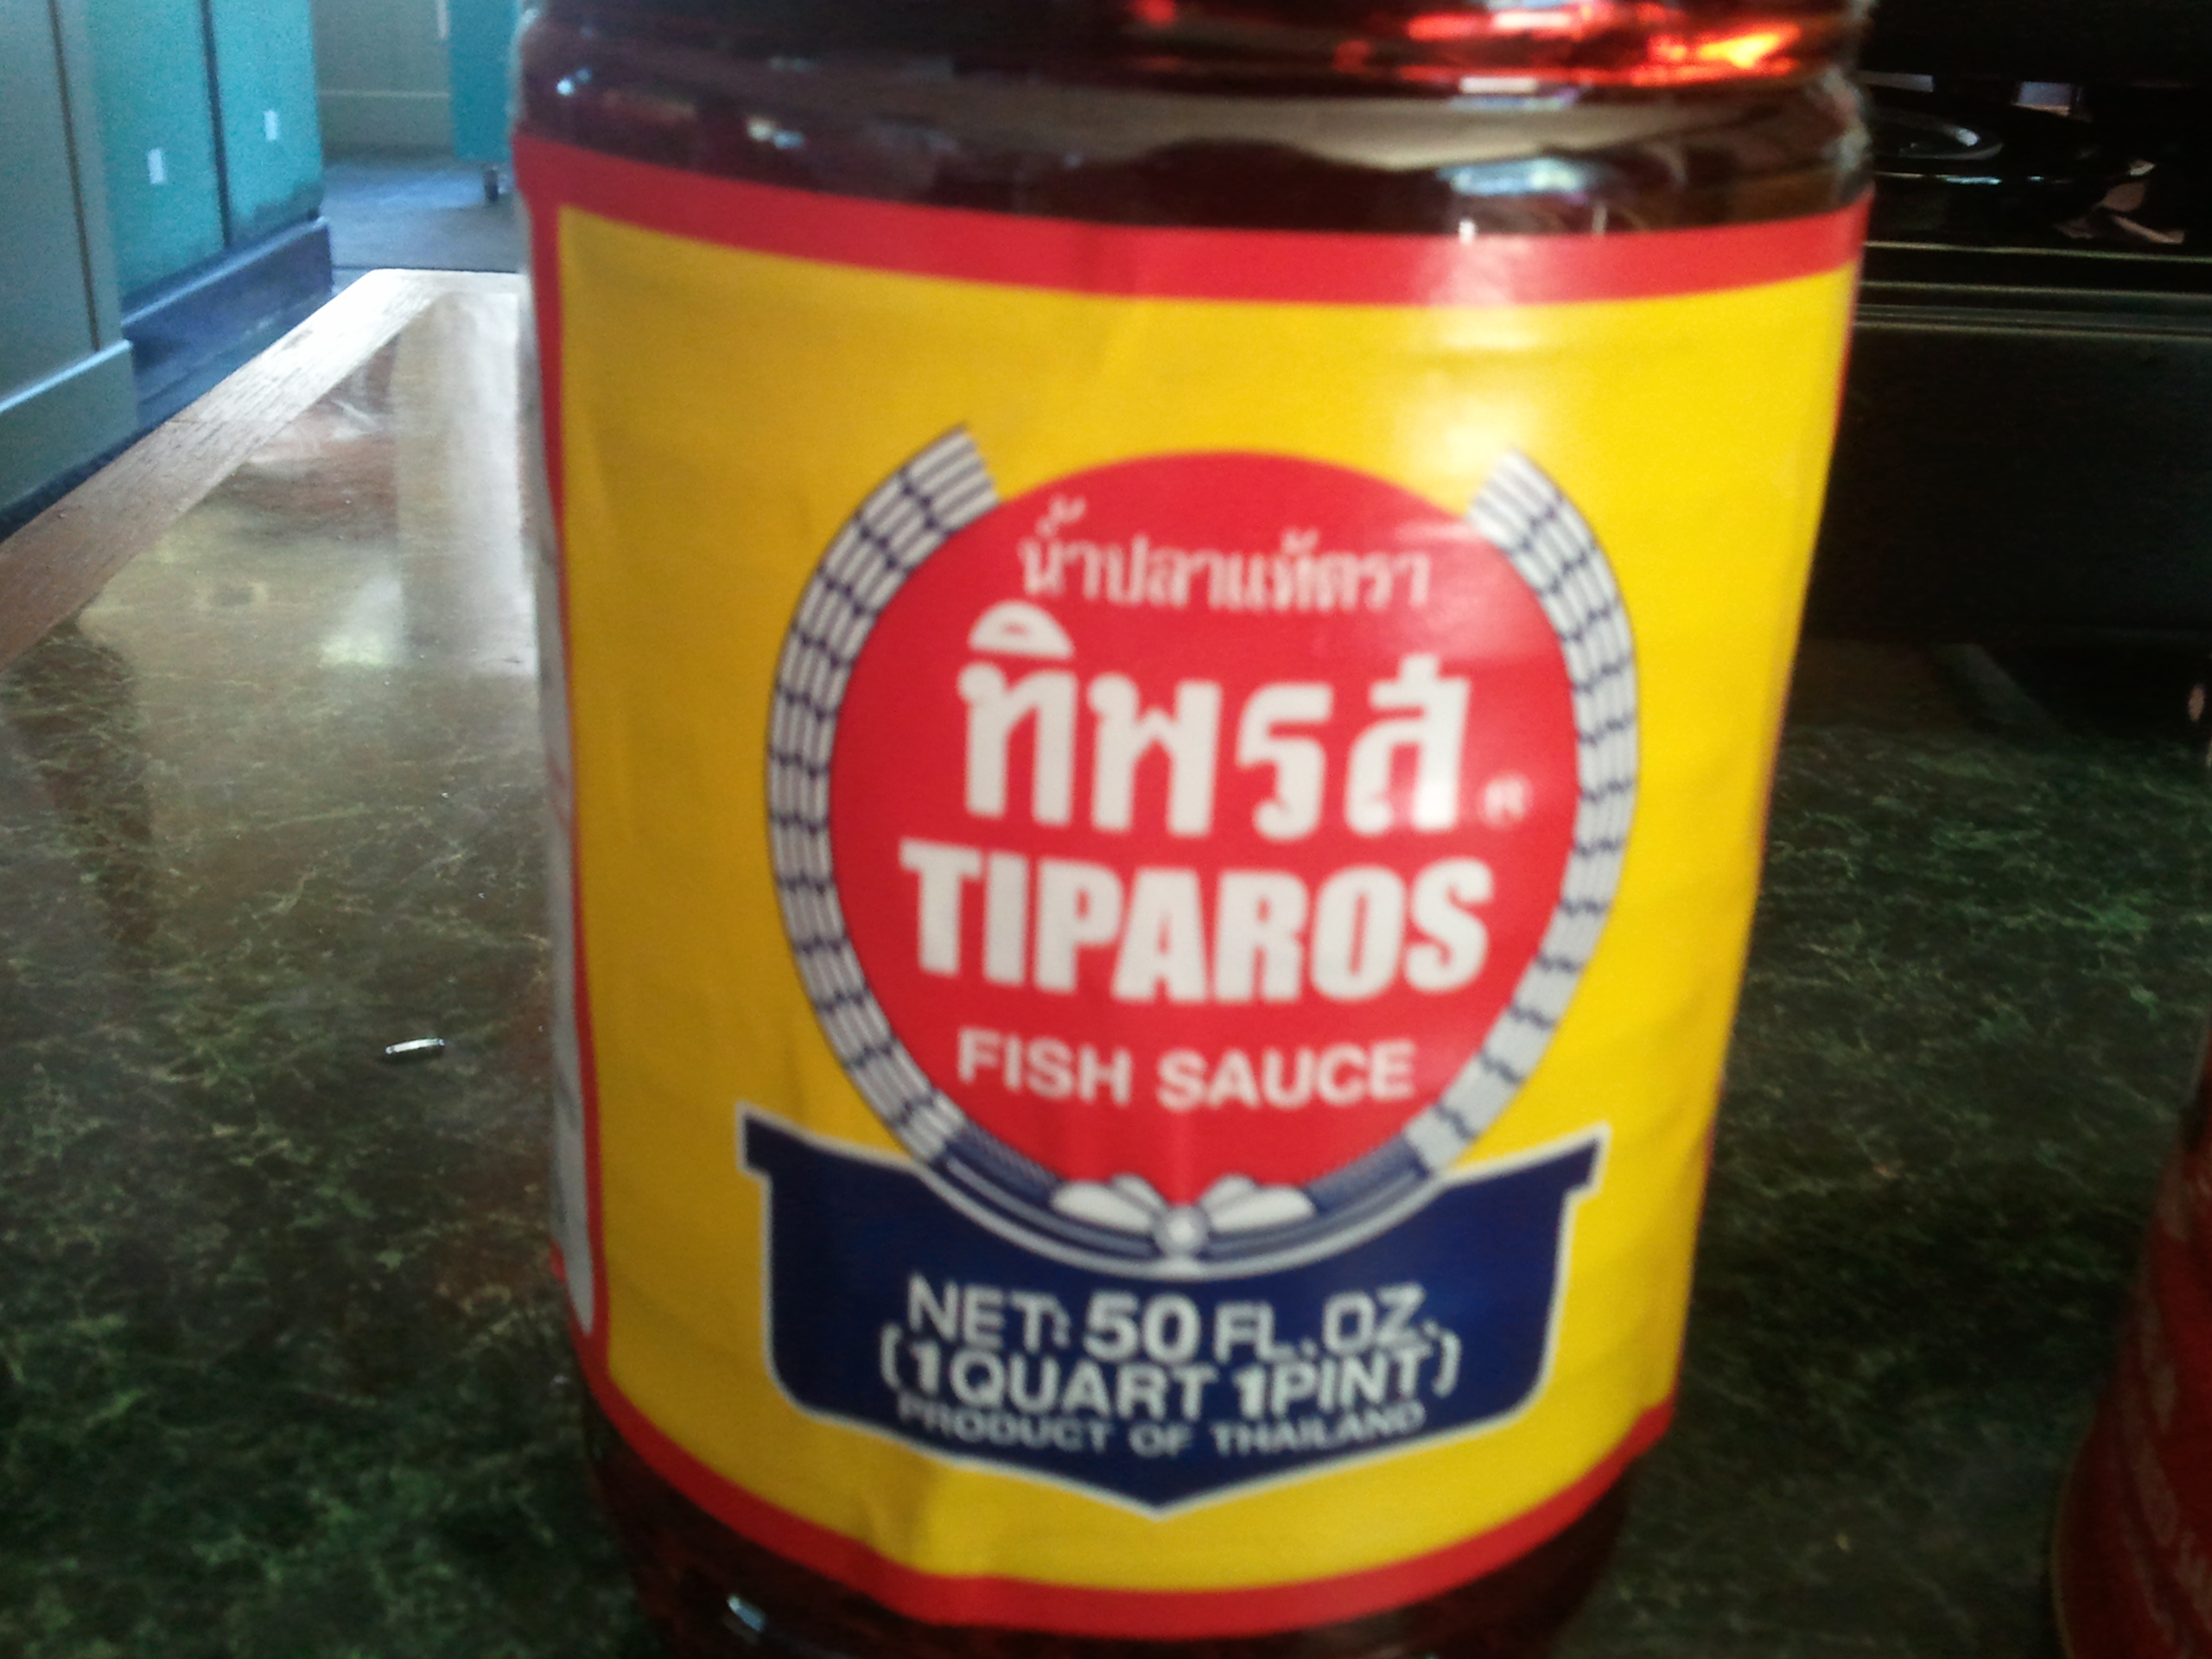 น้ำปลาแท้ตรา
ทิพรส ®
TIPAROS
FISH SAUCE
NET: 50 FL. OZ.
(1 QUART 1 PINT)
PRODUCT OF THAILAND